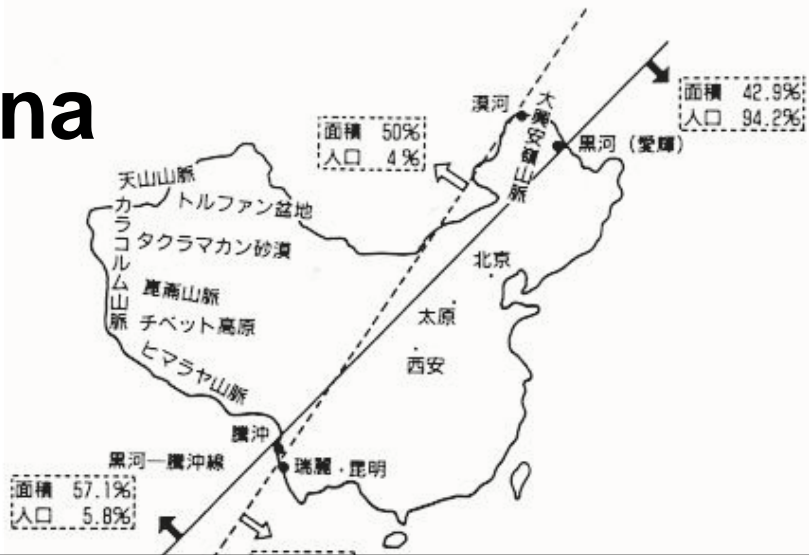 na
漠河
大興安嶺山脈
面積 42.9%
人口 94.2%
面積 50%
人口 4%
黒河（愛輝）
天山山脈
トルファン盆地
カラコルム山脈
タクラマカン砂漠
北京
崑崙山脈
太原
チベット高原
西安
ヒマラヤ山脈
騰沖
黒河—騰沖線
瑞麗・昆明
面積 57.1%
人口 5.8%